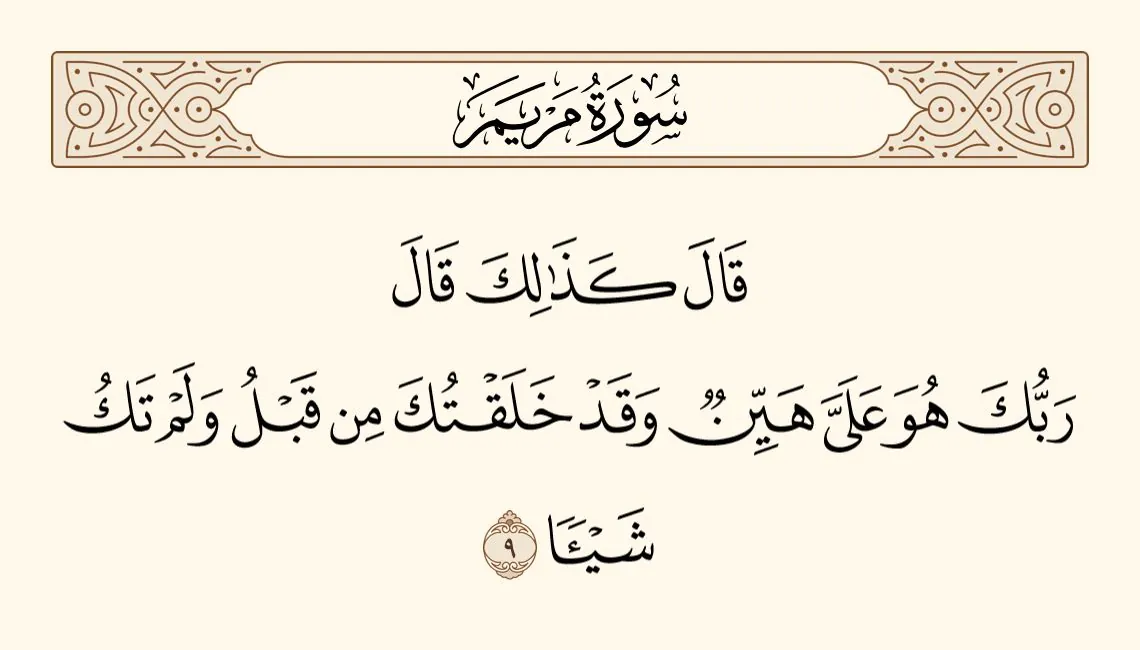 سُورَةُ مَرْيَمَ
قَالَ كَذَٰلِكَ قَالَ
رَبُّكَ هُوَ عَلَىَّ هَيِّنٌۭ وَقَدْ خَلَقْتُكَ مِن قَبْلُ وَلَمْ تَكُ
شَيْـًۭٔا ٩